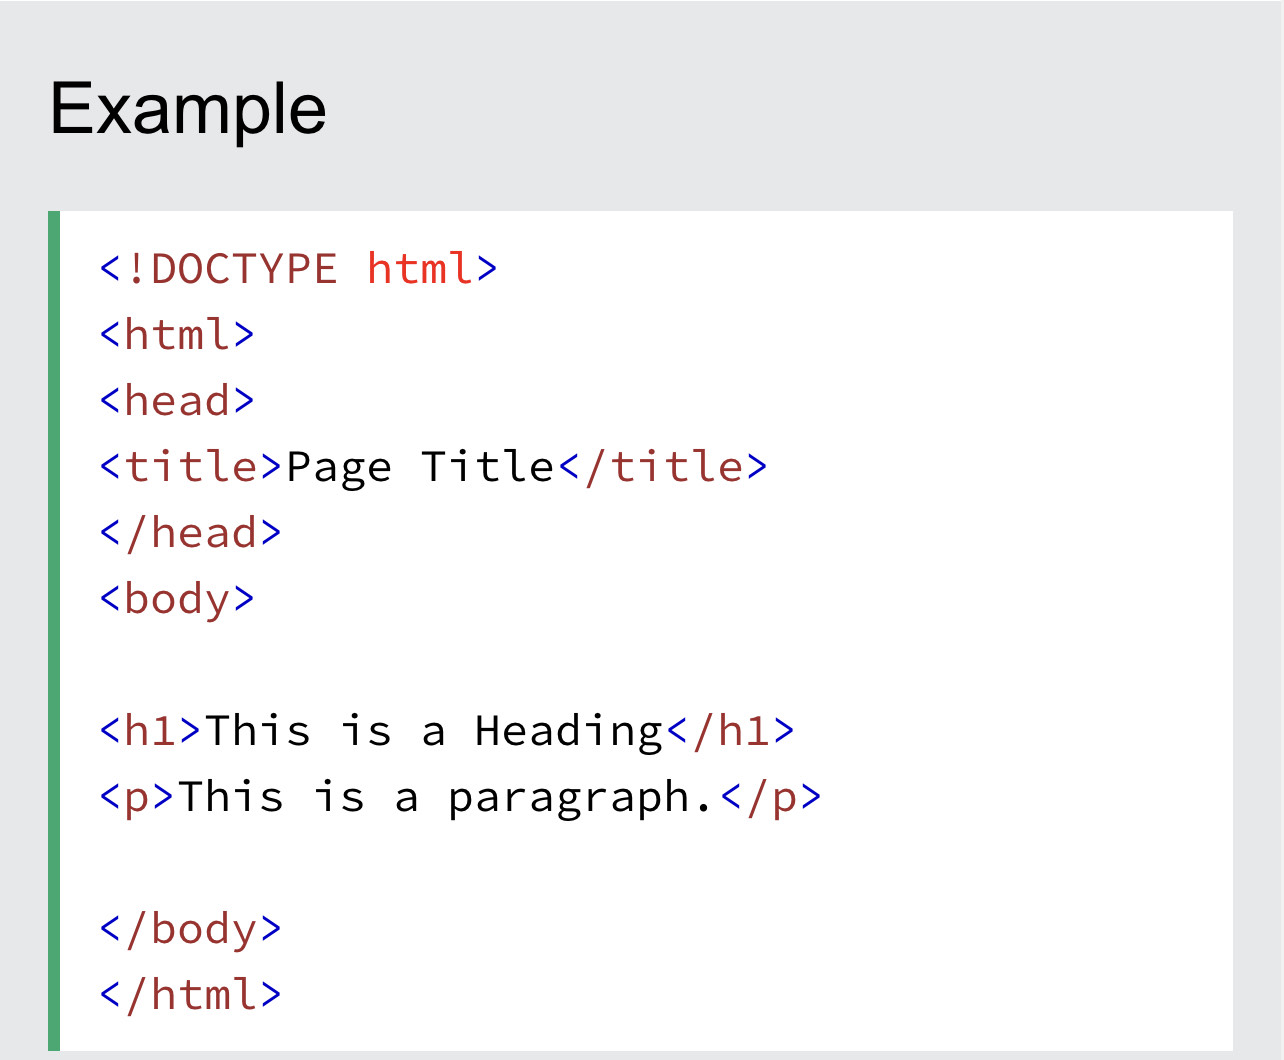 Example
<!DOCTYPE html>
<html>
<head>
<title>Page Title</title>
</head>
<body>
<h1>This is a Heading</h1>
<p>This is a paragraph.</p>
</body>
</html>